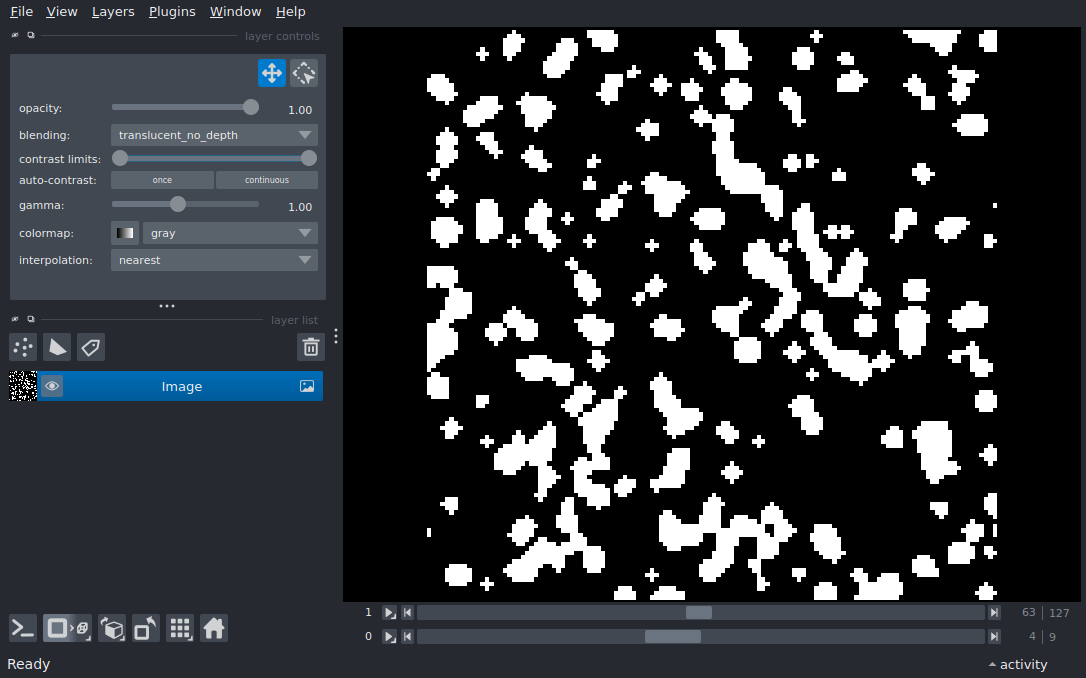 File View Layers Plugins Window Help
layer controls
opacity: 1.00
blending: translucent_no_depth
contrast limits:
auto-contrast: once continuous
gamma: 1.00
colormap: gray
interpolation: nearest
layer list
Image
1 63 127
0 4 9
Ready activity